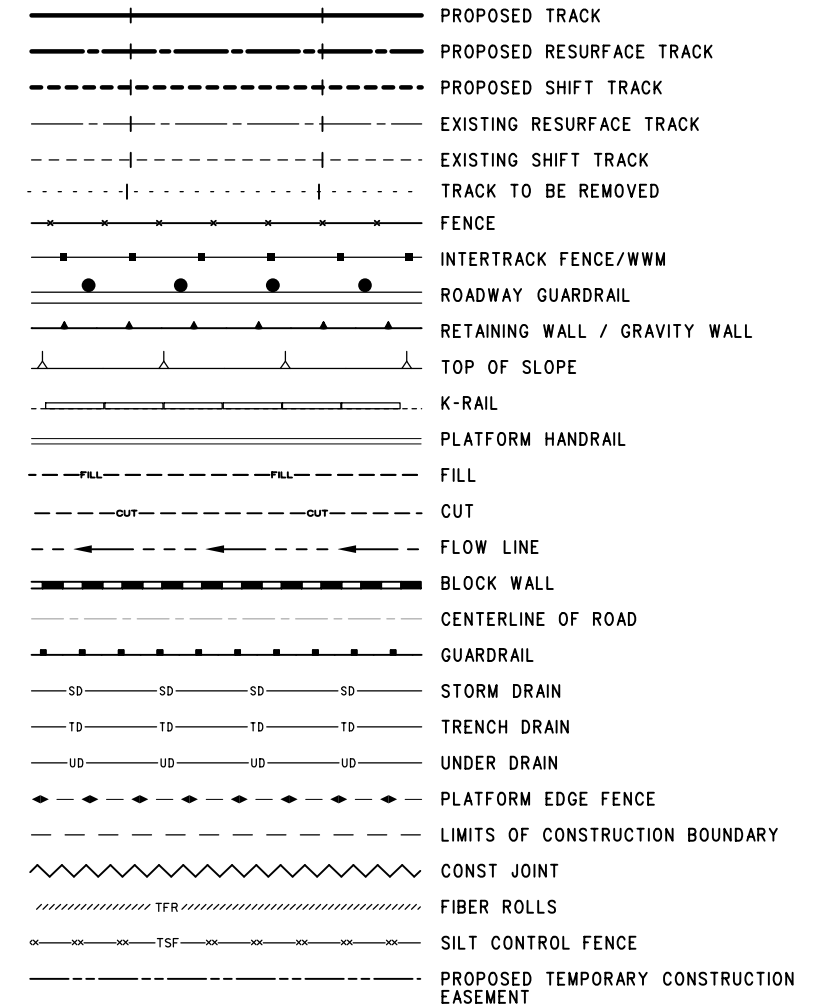 PROPOSED TRACK
PROPOSED RESURFACE TRACK
PROPOSED SHIFT TRACK
EXISTING RESURFACE TRACK
EXISTING SHIFT TRACK
TRACK TO BE REMOVED
FENCE
INTERTRACK FENCE/WWM
ROADWAY GUARDRAIL
RETAINING WALL / GRAVITY WALL
TOP OF SLOPE
K-RAIL
PLATFORM HANDRAIL
FILL FILL FILL
CUT CUT CUT
FLOW LINE
BLOCK WALL
CENTERLINE OF ROAD
GUARDRAIL
SD SD SD SD STORM DRAIN
TD TD TD TD TRENCH DRAIN
UD UD UD UD UNDER DRAIN
PLATFORM EDGE FENCE
LIMITS OF CONSTRUCTION BOUNDARY
CONST JOINT
TFR FIBER ROLLS
TSF SILT CONTROL FENCE
PROPOSED TEMPORARY CONSTRUCTION
EASEMENT